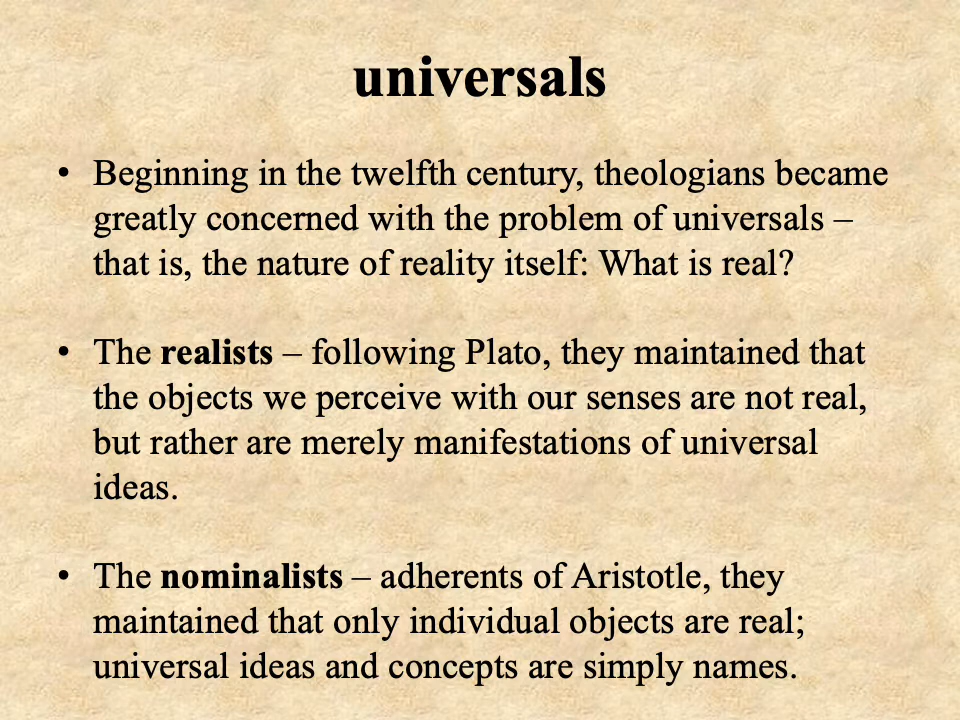 universals
• Beginning in the twelfth century, theologians became
greatly concerned with the problem of universals –
that is, the nature of reality itself: What is real?
• The realists – following Plato, they maintained that
the objects we perceive with our senses are not real,
but rather are merely manifestations of universal
ideas.
• The nominalists – adherents of Aristotle, they
maintained that only individual objects are real;
universal ideas and concepts are simply names.